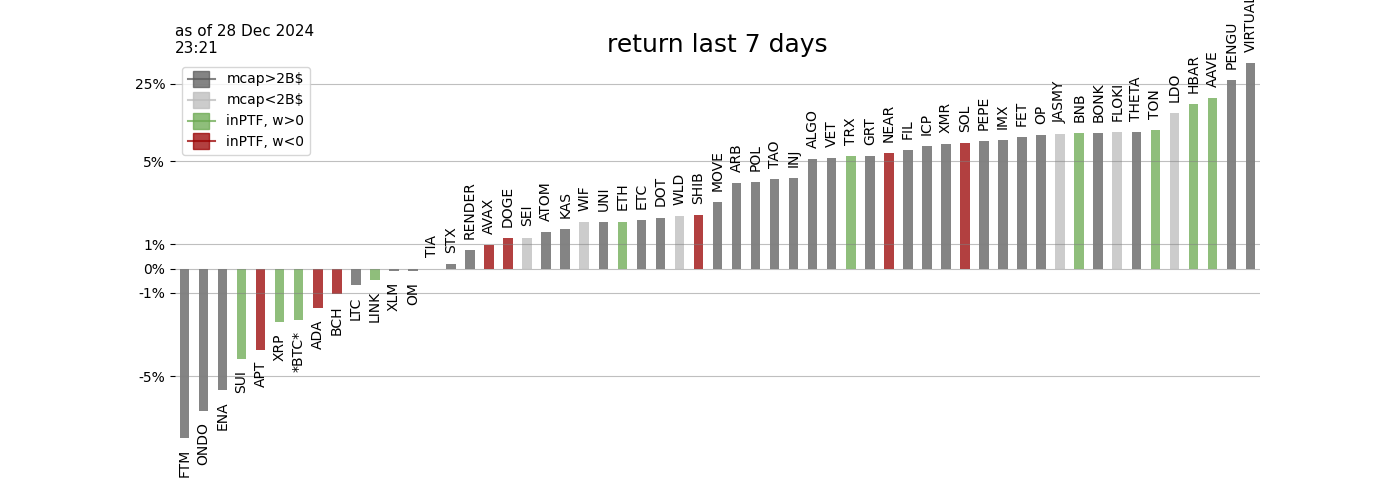 as of 28 Dec 2024
23:21
return last 7 days
mcap>2B$
mcap<2B$
inPTF, w>0
inPTF, w<0
25%
5%
1%
0%
-1%
-5%
FTM
ONDO
ENA
SUI
APT
XRP
*BTC*
ADA
BCH
LTC
LINK
XLM
OM
TIA
STX
RENDER
AVAX
DOGE
SEI
ATOM
KAS
WIF
UNI
ETH
ETC
DOT
WLD
SHIB
MOVE
ARB
POL
TAO
INJ
ALGO
VET
TRX
GRT
NEAR
FIL
ICP
XMR
SOL
PEPE
IMX
FET
OP
JASMY
BNB
BONK
FLOKI
THETA
TON
LDO
HBAR
AAVE
PENGU
VIRTUAL